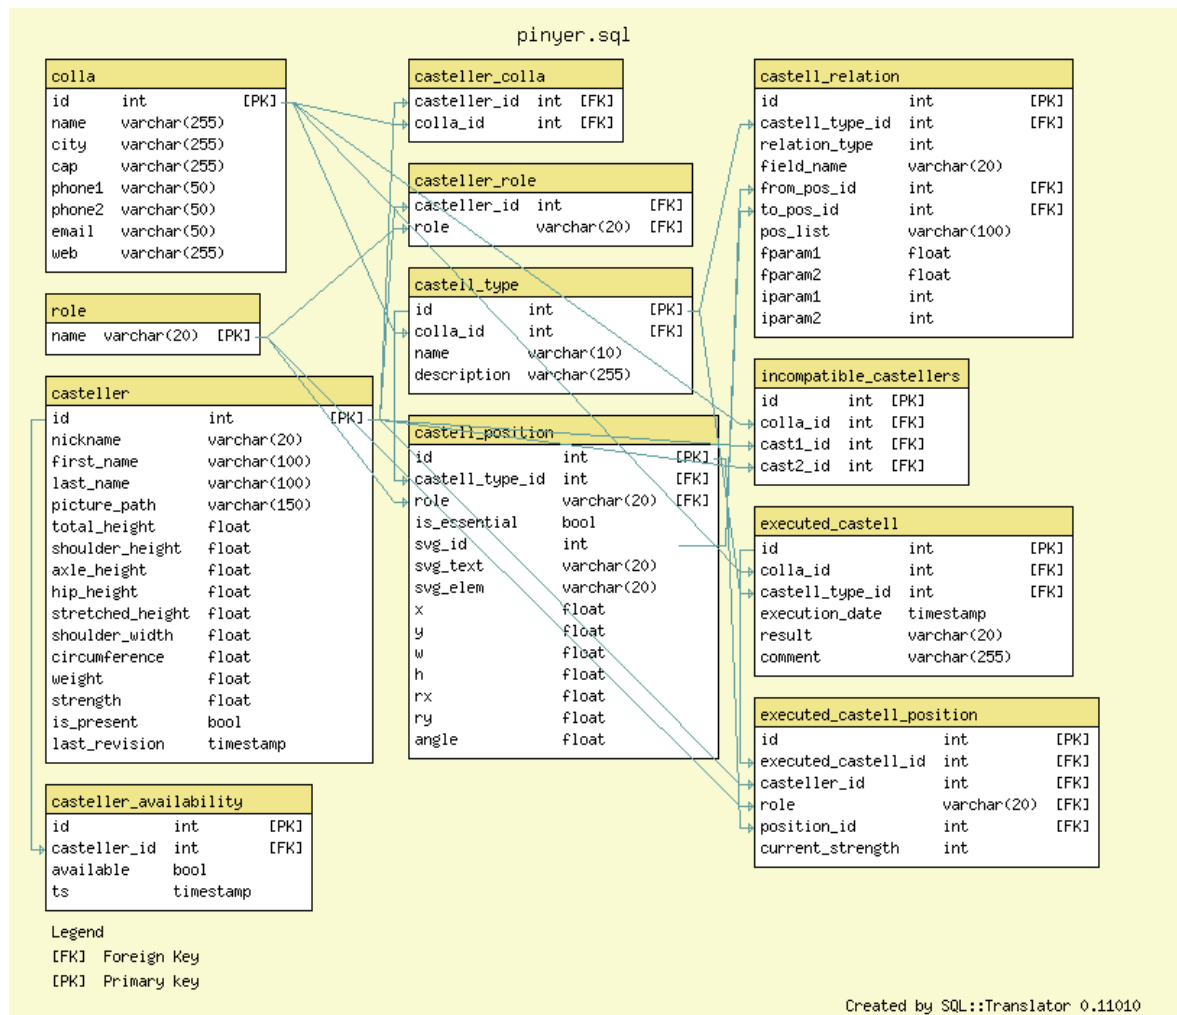 pinyer.sql
colla
id int [PK]
name varchar(255)
city varchar(255)
cap varchar(255)
phone1 varchar(50)
phone2 varchar(50)
email varchar(50)
web varchar(255)
role
name varchar(20) [PK]
casteller
id int [PK]
nickname varchar(20)
first_name varchar(100)
last_name varchar(100)
picture_path varchar(150)
total_height float
shoulder_height float
axle_height float
hip_height float
stretched_height float
shoulder_width float
circumference float
weight float
strength float
is_present bool
last_revision timestamp
casteller_availability
id int [PK]
casteller_id int [FK]
available bool
ts timestamp
casteller_colla
casteller_id int [FK]
colla_id int [FK]
casteller_role
casteller_id int [FK]
role varchar(20) [FK]
castell_type
id int [PK]
colla_id int [FK]
name varchar(10)
description varchar(255)
castell_position
id int [PK]
castell_type_id int [FK]
role varchar(20) [FK]
is_essential bool
svg_id int
svg_text varchar(20)
svg_elem varchar(20)
x float
y float
w float
h float
rx float
ry float
angle float
castell_relation
id int [PK]
castell_type_id int [FK]
relation_type int
field_name varchar(20)
from_pos_id int [FK]
to_pos_id int [FK]
pos_list varchar(100)
fparam1 float
fparam2 float
iparam1 int
iparam2 int
incompatible_castellers
id int [PK]
colla_id int [FK]
cast1_id int [FK]
cast2_id int [FK]
executed_castell
id int [PK]
colla_id int [FK]
castell_type_id int [FK]
execution_date timestamp
result varchar(20)
comment varchar(255)
executed_castell_position
id int [PK]
executed_castell_id int [FK]
casteller_id int [FK]
role varchar(20) [FK]
position_id int [FK]
current_strength int
Legend
[FK] Foreign Key
[PK] Primary key
Created by SQL::Translator 0.11010